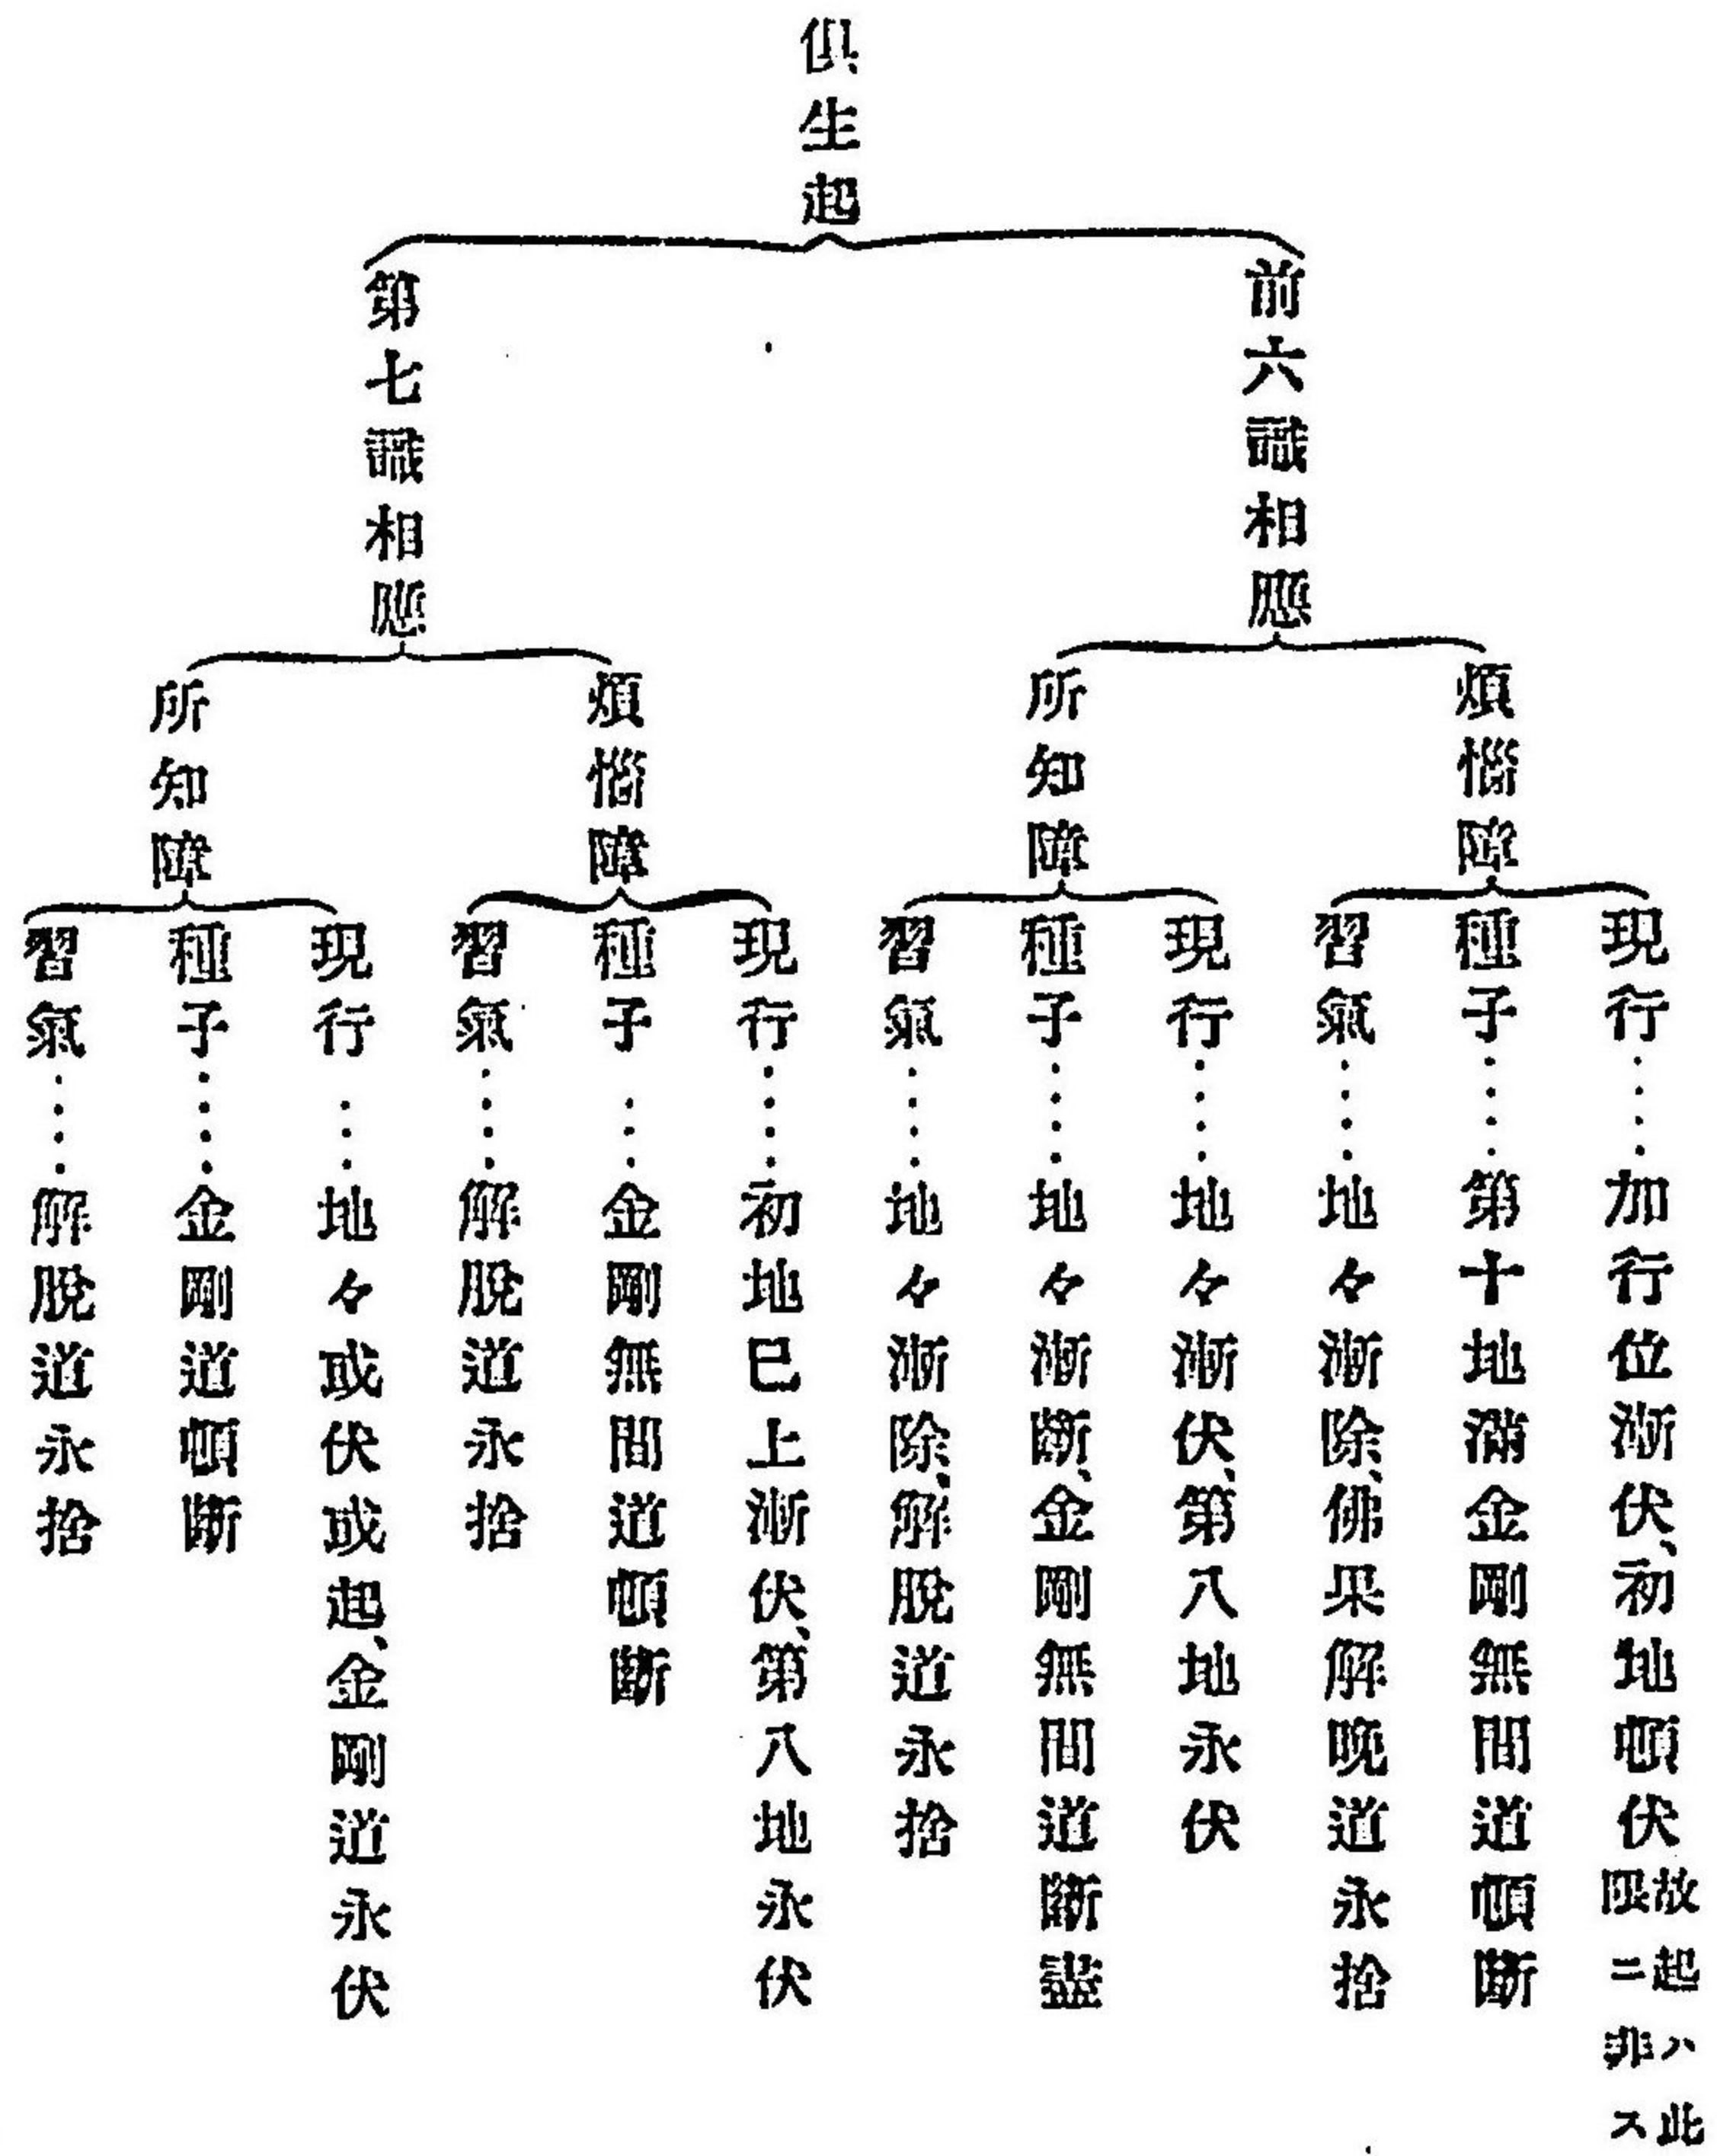 俱生起
前六識相應
煩惱障
現行‥‥加行位漸伏、初地頓伏故起ハ此限ニ非ス
種子‥‥第十地滿金剛無間道頓斷
習氣‥‥地々漸除、佛果解晩道永捨
所知障
現行‥‥地々漸伏、第八地永伏
種子‥‥地々漸斷、金剛無間道斷盡
習氣‥‥地々漸除、解脫道永捨
第七識相應
煩惱障
現行‥‥初地已上漸伏、第八地永伏
種子‥‥金剛無間道頓斷
習氣‥‥解脫道永捨
所知障
現行‥‥地々或伏或起、金剛道永伏
種子‥‥金剛道頓斷
習氣‥‥解脫道永捨